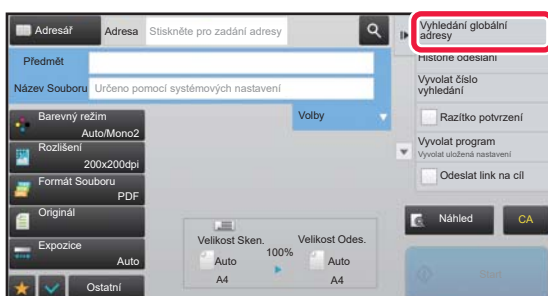 Adresář
Adresa
Stiskněte pro zadání adresy
Předmět
Název Souboru
Určeno pomocí systémových nastavení
Barevný režim
Auto/Mono2
Rozlišení
200x200dpi
Formát Souboru
PDF
Originál
Expozice
Auto
Ostatní
Volby
Velikost Sken.
100%
Velikost Odes.
Auto
A4
Auto
A4
Vyhledání globální
adresy
Historie odeslání
Vyvolat číslo
vyhledání
Razítko potvrzení
Vyvolat program
Vyvolat uložená nastavení
Odeslat link na cíl
Náhled
CA
Start